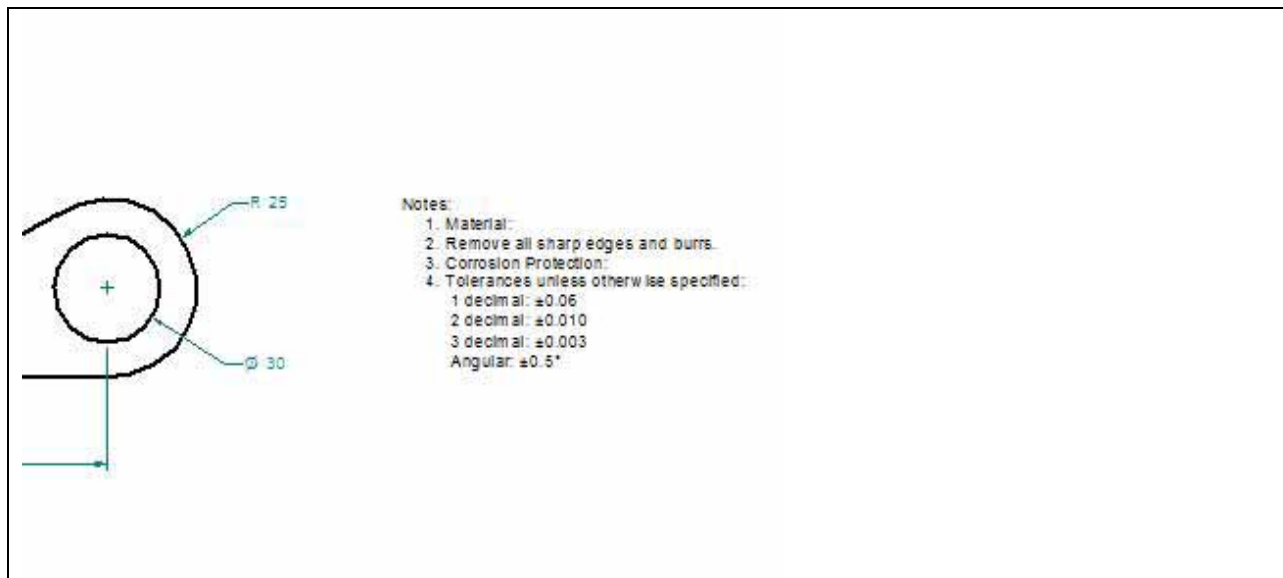 R 25
Notes:
1. Material:
2. Remove all sharp edges and burrs.
3. Corrosion Protection:
4. Tolerances unless otherwise specified:
1 decimal: ±0.06
2 decimal: ±0.010
3 decimal: ±0.003
Angular: ±0.5°
Ø 30